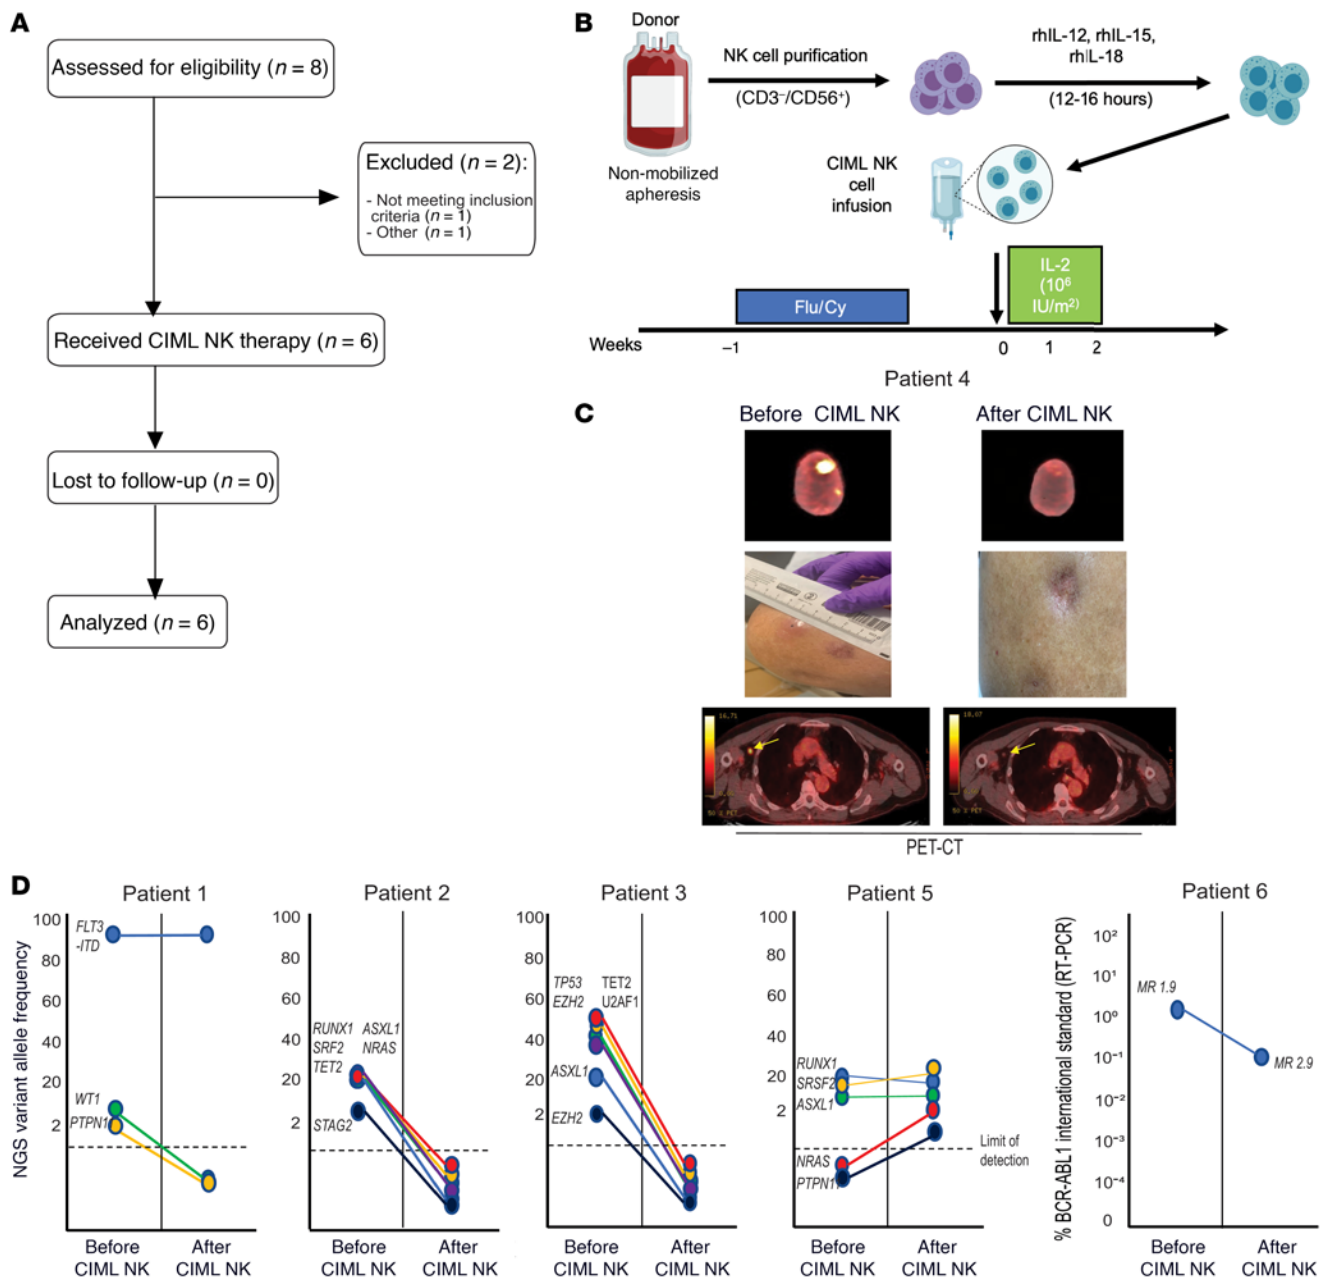 A
Assessed for eligibility (n = 8)
Excluded (n = 2):
- Not meeting inclusion
criteria (n = 1)
- Other (n = 1)
Received CIML NK therapy (n = 6)
Lost to follow-up (n = 0)
Analyzed (n = 6)
B
Donor
Non-mobilized
apheresis
NK cell purification
(CD3⁻/CD56⁺)
rhIL-12, rhIL-15,
rhIL-18
(12-16 hours)
CIML NK
cell
infusion
Flu/Cy
IL-2
(10⁶
IU/m²)
Weeks
–1
0
1
2
C
Patient 4
Before CIML NK
After CIML NK
16.71
18.07
PET-CT
D
NGS variant allele frequency
Patient 1
100
80
60
40
20
2
FLT3
-ITD
WT1
PTPN1
Before
CIML NK
After
CIML NK
Patient 2
100
80
60
40
20
2
RUNX1 ASXL1
SRF2 NRAS
TET2
STAG2
Before
CIML NK
After
CIML NK
Patient 3
100
80
60
40
20
2
TP53 TET2
EZH2 U2AF1
ASXL1
EZH2
Before
CIML NK
After
CIML NK
Patient 5
100
80
60
40
20
2
RUNX1
SRSF2
ASXL1
NRAS
PTPN11
Limit of
detection
Before
CIML NK
After
CIML NK
Patient 6
% BCR-ABL1 international standard (RT-PCR)
10²
10¹
10⁰
10⁻¹
10⁻²
10⁻³
10⁻⁴
0
MR 1.9
MR 2.9
Before
CIML NK
After
CIML NK